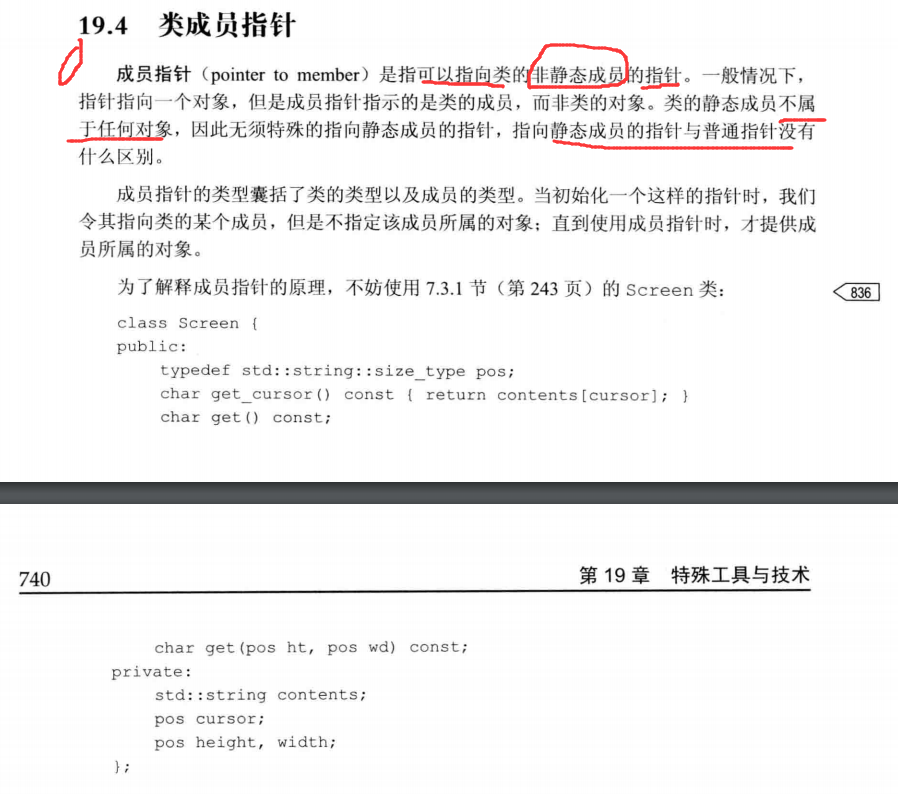 19.4 类成员指针
成员指针（pointer to member）是指可以指向类的非静态成员的指针。一般情况下，
指针指向一个对象，但是成员指针指示的是类的成员，而非类的对象。类的静态成员不属
于任何对象，因此无须特殊的指向静态成员的指针，指向静态成员的指针与普通指针没有
什么区别。
成员指针的类型囊括了类的类型以及成员的类型。当初始化一个这样的指针时，我们
令其指向类的某个成员，但是不指定该成员所属的对象；直到使用成员指针时，才提供成
员所属的对象。
为了解释成员指针的原理，不妨使用 7.3.1 节（第 243 页）的 Screen 类：
836
class Screen {
public:
typedef std::string::size_type pos;
char get_cursor() const { return contents[cursor]; }
char get() const;
740
第 19 章 特殊工具与技术
char get(pos ht, pos wd) const;
private:
std::string contents;
pos cursor;
pos height, width;
};